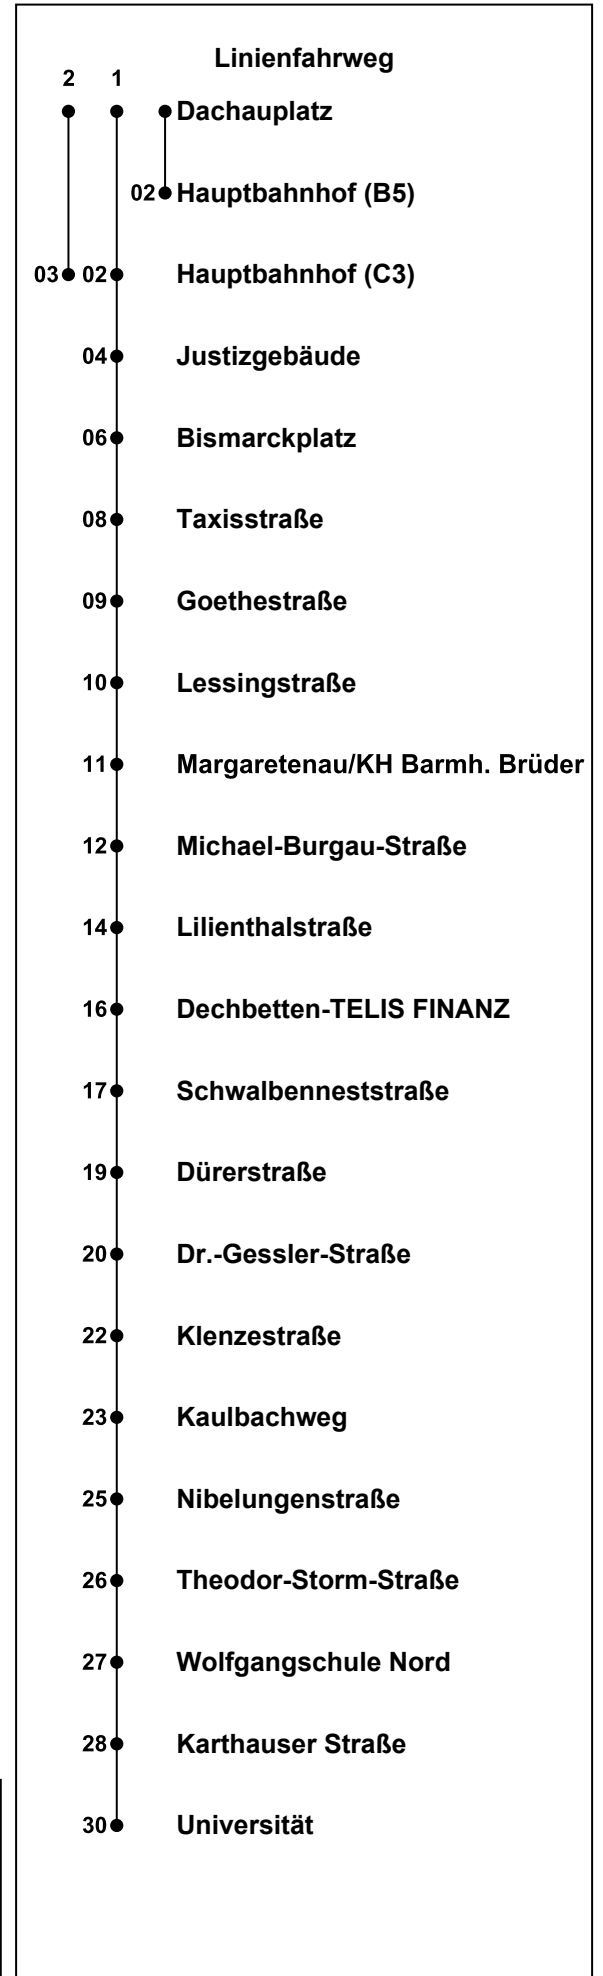 Linienfahrweg
2 1
Dachauplatz
02 Hauptbahnhof (B5)
03 02 Hauptbahnhof (C3)
04 Justizgebäude
06 Bismarckplatz
08 Taxisstraße
09 Goethestraße
10 Lessingstraße
11 Margaretenau/KH Barmh. Brüder
12 Michael-Burgau-Straße
14 Lilienthalstraße
16 Dechbetten-TELIS FINANZ
17 Schwalbenneststraße
19 Dürerstraße
20 Dr.-Gessler-Straße
22 Klenzestraße
23 Kaulbachweg
25 Nibelungenstraße
26 Theodor-Storm-Straße
27 Wolfgangschule Nord
28 Karthauser Straße
30 Universität